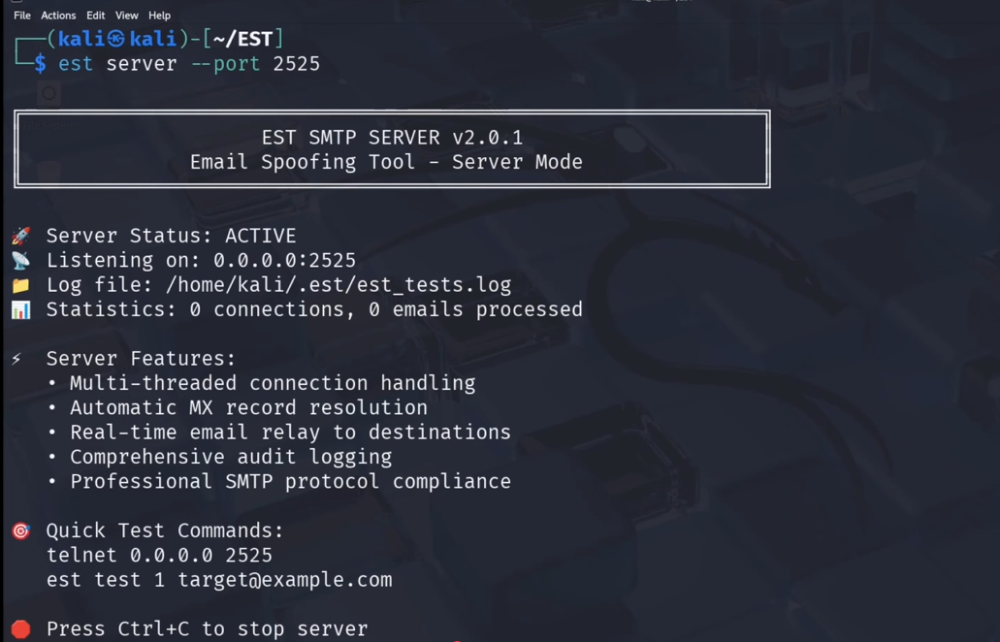 File Actions Edit View Help
┌──(kali㉿kali)-[~/EST]
└─$ est server --port 2525
EST SMTP SERVER v2.0.1
Email Spoofing Tool - Server Mode
🚀 Server Status: ACTIVE
📡 Listening on: 0.0.0.0:2525
📁 Log file: /home/kali/.est/est_tests.log
📊 Statistics: 0 connections, 0 emails processed
⚡ Server Features:
• Multi-threaded connection handling
• Automatic MX record resolution
• Real-time email relay to destinations
• Comprehensive audit logging
• Professional SMTP protocol compliance
🎯 Quick Test Commands:
telnet 0.0.0.0 2525
est test 1 target@example.com
🛑 Press Ctrl+C to stop server